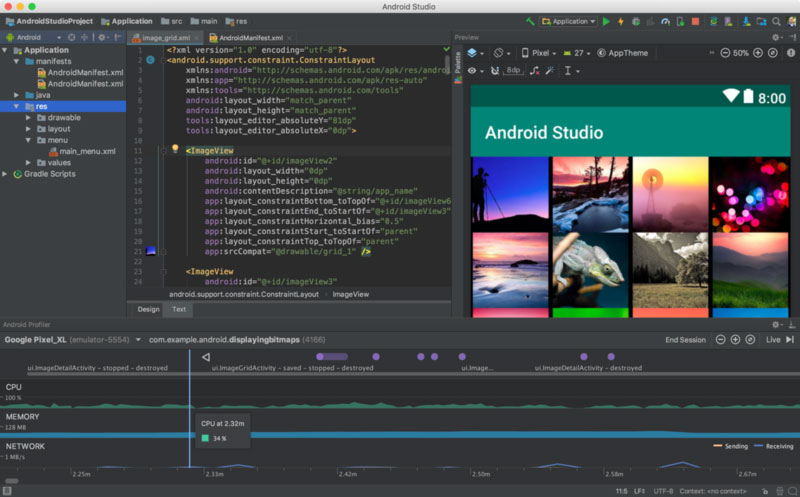 Android Studio
AndroidStudioProject Application src main res
Application
Android
image_grid.xml AndroidManifest.xml
Preview
Application
manifests
AndroidManifest.xml
AndroidManifest.xml
java
res
drawable
layout
menu
main_menu.xml
values
Gradle Scripts
1 <?xml version="1.0" encoding="utf-8"?>
2 <android.support.constraint.ConstraintLayout
3 xmlns:android="http://schemas.android.com/apk/res/andro
4 xmlns:app="http://schemas.android.com/apk/res-auto"
5 xmlns:tools="http://schemas.android.com/tools"
6 android:layout_width="match_parent"
7 android:layout_height="match_parent"
8 tools:layout_editor_absoluteY="81dp"
9 tools:layout_editor_absoluteX="0dp">
10
11 <ImageView
12 android:id="@+id/imageView2"
13 android:layout_width="0dp"
14 android:layout_height="0dp"
15 android:contentDescription="@string/app_name"
16 app:layout_constraintBottom_toTopOf="@+id/imageView6
17 app:layout_constraintEnd_toStartOf="@+id/imageView3"
18 app:layout_constraintHorizontal_bias="0.5"
19 app:layout_constraintStart_toStartOf="parent"
20 app:layout_constraintTop_toTopOf="parent"
21 app:srcCompat="@drawable/grid_1" />
22
23 <ImageView
24 android:id="@+id/imageView3"
android.support.constraint.ConstraintLayout ImageView
Design Text
Palette
Pixel 27 AppTheme 50%
8dp
8:00
Android Studio
Android Profiler
Google Pixel_XL (emulator-5554) com.example.android.displayingbitmaps (4166)
End Session Live
ui.ImageDetailActivity - stopped - destroyed
ui.ImageGridActivity - saved - stopped - destroyed
ui.Image...
ui.ImageDetailActivity - stopped - destroyed
CPU
100 %
MEMORY
128 MB
CPU at 2.32m
34 %
NETWORK
1 MB/s
Sending Receiving
2.25m 2.33m 2.42m 2.50m 2.58m 2.67m
11:5 LF÷ UTF-8 Context: <no context>